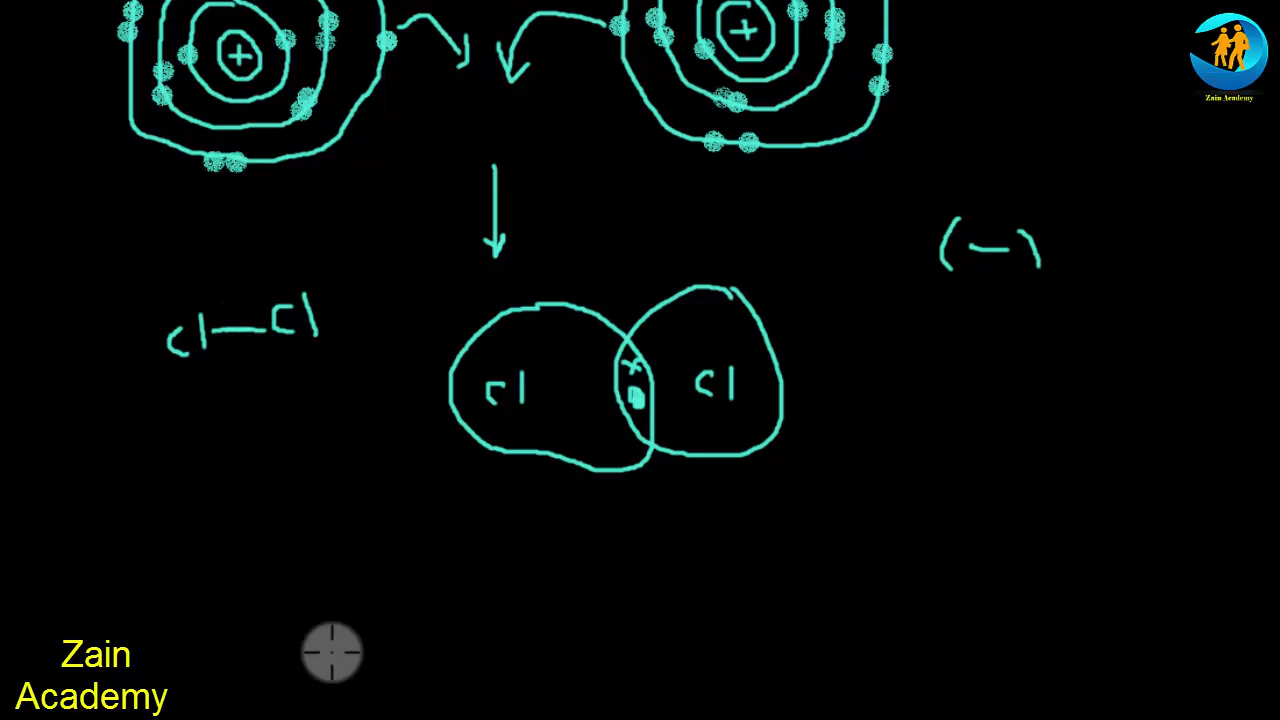 +
+
Zain Academy
(—)
Cl—Cl
x
Cl
Cl
Zain
Academy